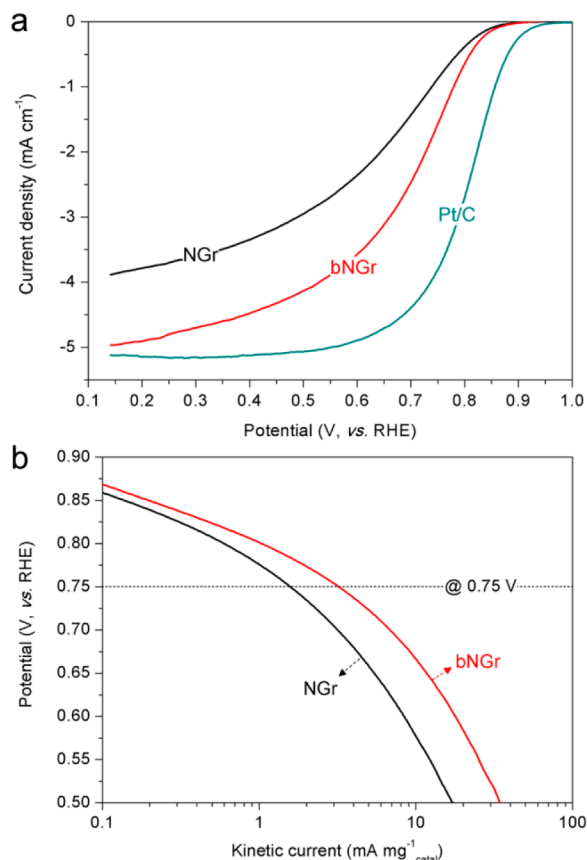 a
0
-1
-2
-3
-4
-5
Current density (mA cm⁻¹)
NGr
bNGr
Pt/C
0.1 0.2 0.3 0.4 0.5 0.6 0.7 0.8 0.9 1.0
Potential (V, vs. RHE)
b
0.90
0.85
0.80
0.75
0.70
0.65
0.60
0.55
0.50
Potential (V, vs. RHE)
@ 0.75 V
NGr
bNGr
0.1 1 10 100
Kinetic current (mA mg⁻¹catal)